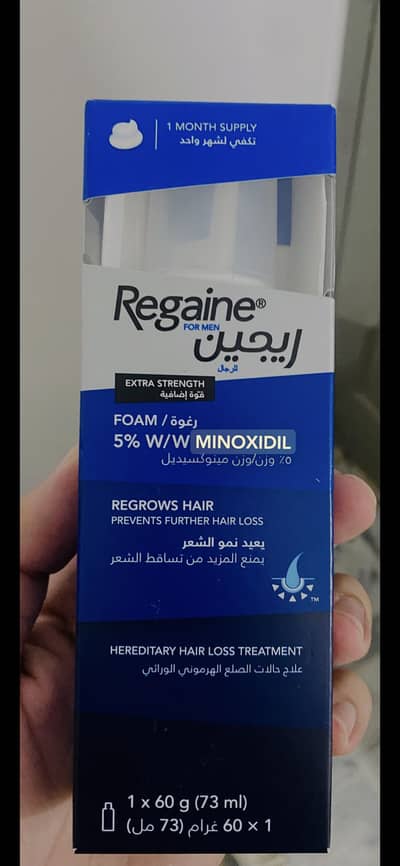 1 MONTH SUPPLY
تكفي لشهر واحد
Regaine®
FOR MEN
ريجين
للرجال
EXTRA STRENGTH
قوّة إضافية
FOAM / رغوة
5% W/W MINOXIDIL
٥٪ وزن/وزن مينوكسيديل
REGROWS HAIR
PREVENTS FURTHER HAIR LOSS
يعيد نمو الشعر
يمنع المزيد من تساقط الشعر
TM
HEREDITARY HAIR LOSS TREATMENT
علاج حالات الصلع الهرموني الوراثي
1 x 60 g (73 ml)
1 × 60 غرام (73 مل)